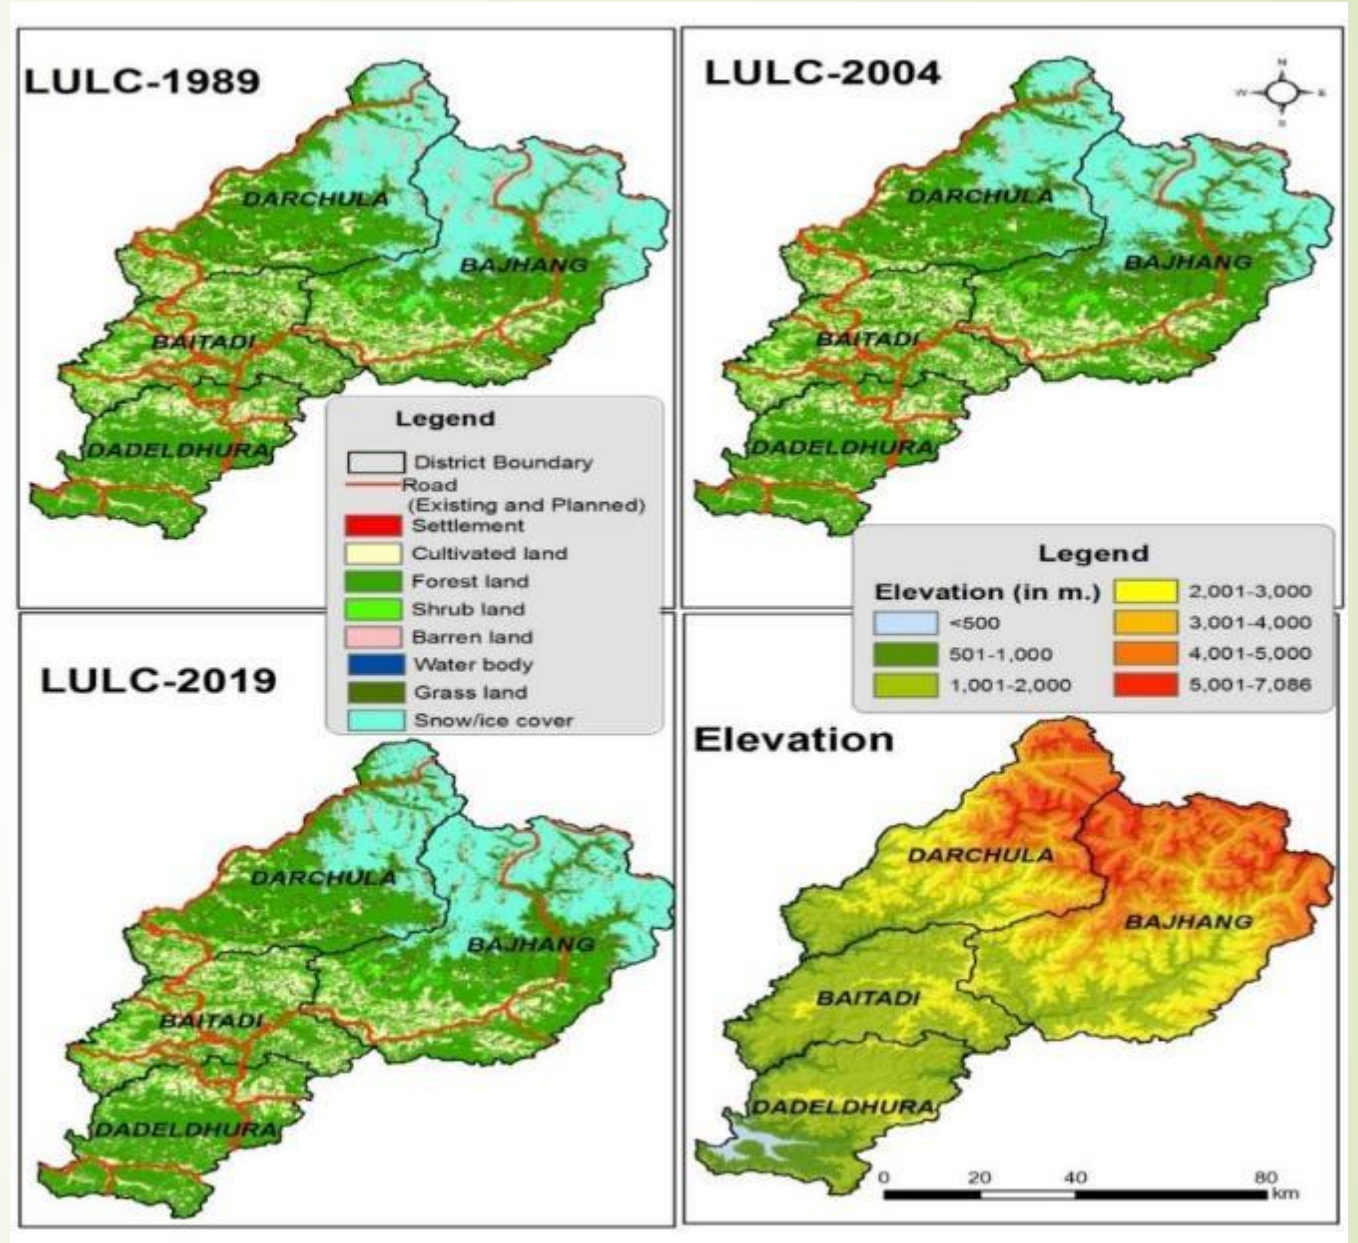 LULC-1989
DARCHULA
BAJHANG
BAITADI
DADELDHURA
LULC-2004
N
W
E
S
DARCHULA
BAJHANG
BAITADI
DADELDHURA
Legend
District Boundary
Road
(Existing and Planned)
Settlement
Cultivated land
Forest land
Shrub land
Barren land
Water body
Grass land
Snow/ice cover
Legend
Elevation (in m.)
<500
501-1,000
1,001-2,000
2,001-3,000
3,001-4,000
4,001-5,000
5,001-7,086
LULC-2019
DARCHULA
BAJHANG
BAITADI
DADELDHURA
Elevation
DARCHULA
BAJHANG
BAITADI
DADELDHURA
0 20 40 80
km